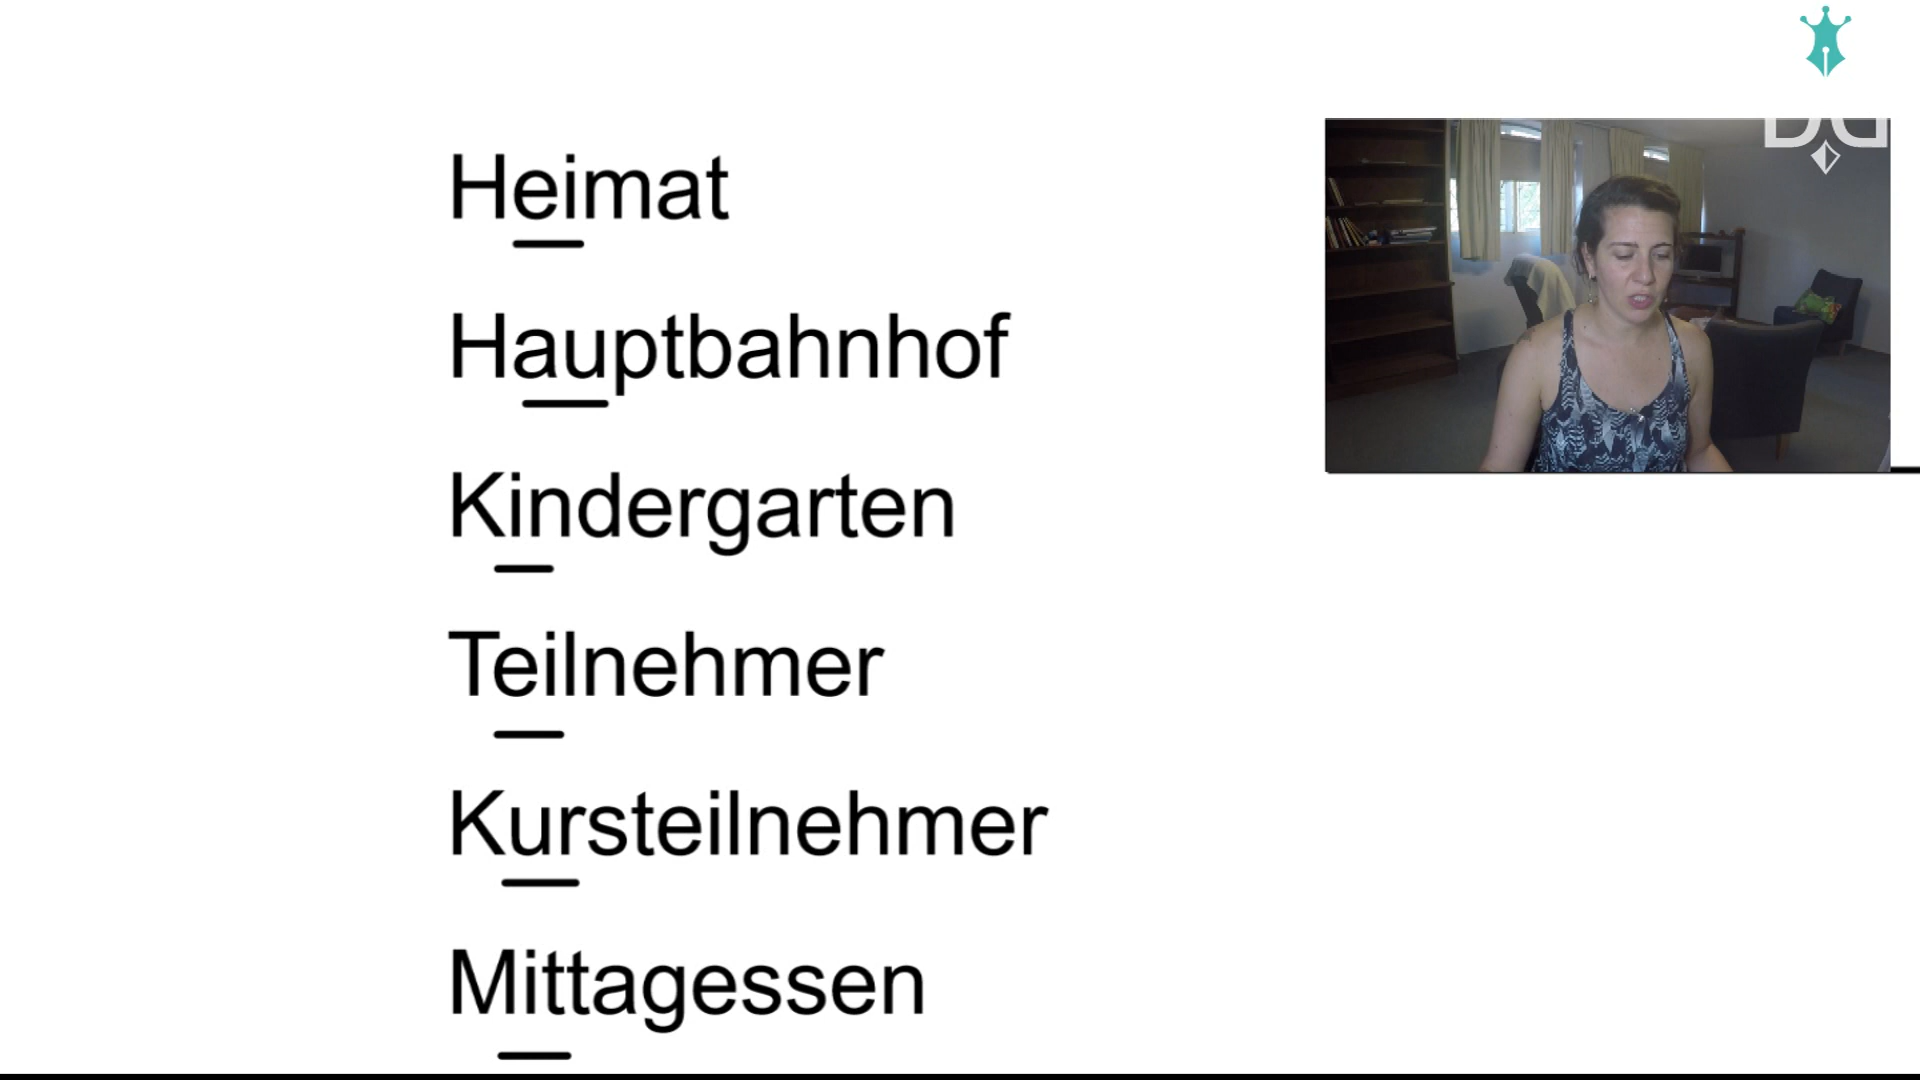 Heimat
Hauptbahnhof
Kindergarten
Teilnehmer
Kursteilnehmer
Mittagessen